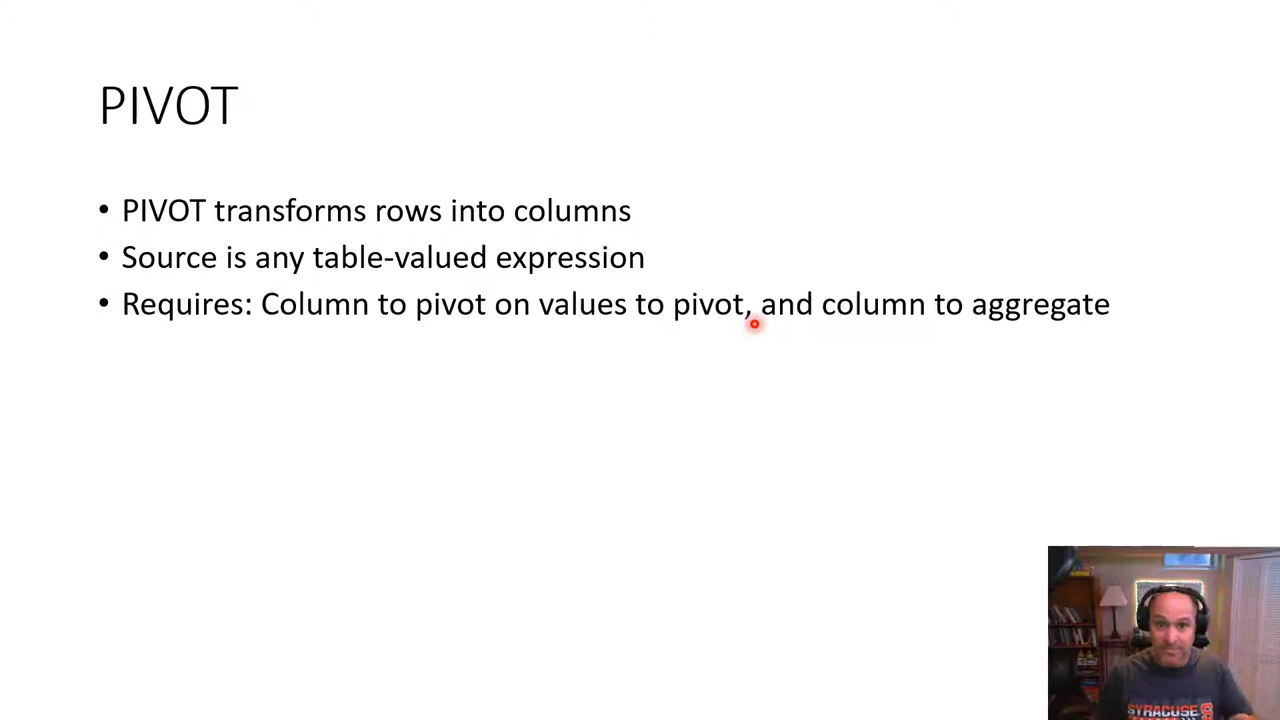 PIVOT
• PIVOT transforms rows into columns
• Source is any table-valued expression
• Requires: Column to pivot on values to pivot, and column to aggregate
SYRACUSE S